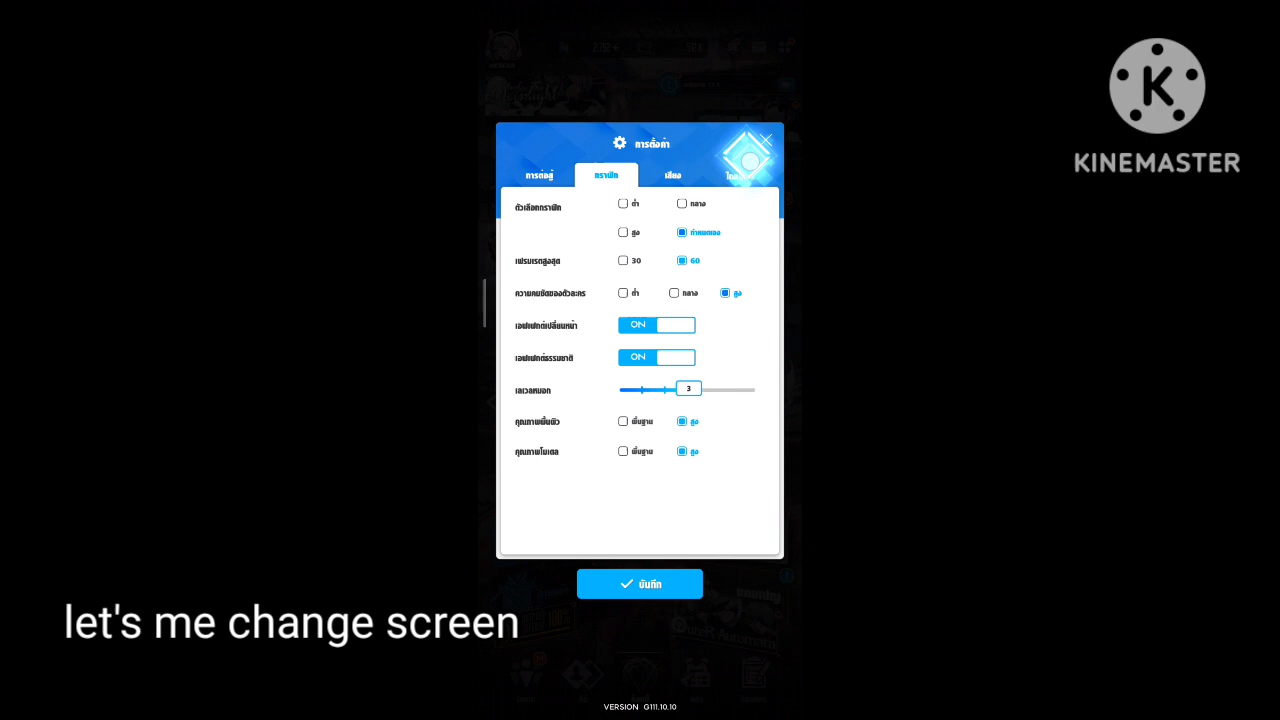 KINEMASTER
การตั้งค่า
การต่อสู้ กราฟิก เสียง
ตัวเลือกกราฟิก ต่ำ กลาง
สูง กำหนดเอง
เฟรมเรตสูงสุด 30 60
ความคมชัดของตัวละคร ต่ำ กลาง สูง
เอฟเฟกต์เปลี่ยนหน้า ON
เอฟเฟกต์ธรรมชาติ ON
เลเวลหมอก 3
คุณภาพพื้นผิว พื้นฐาน สูง
คุณภาพโมเดล พื้นฐาน สูง
บันทึก
let's me change screen
VERSION G111.10.10